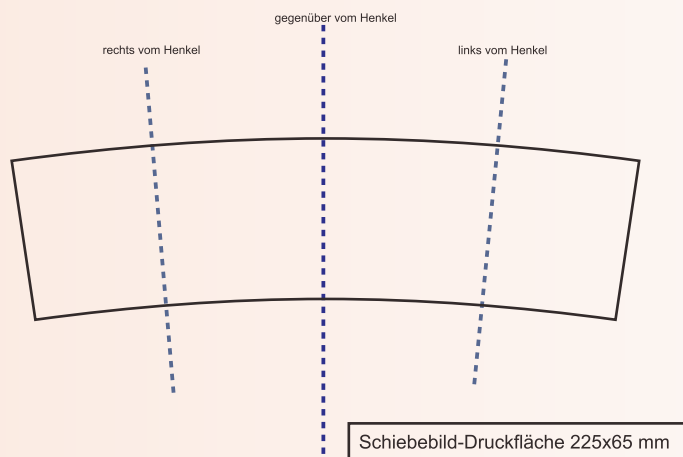 gegenüber vom Henkel
rechts vom Henkel
links vom Henkel
Schiebebild-Druckfläche 225x65 mm